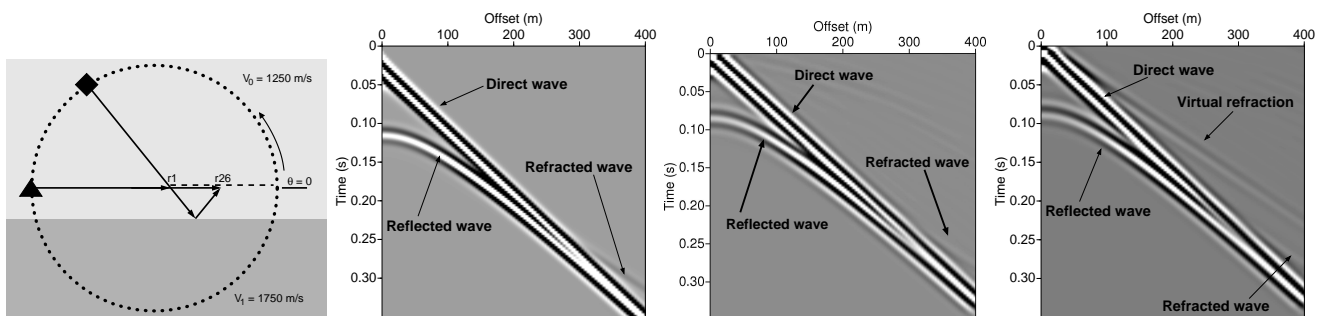 V0 = 1250 m/s
r1
r26
θ = 0
V1 = 1750 m/s
Offset (m)
0 100 200 300 400
Time (s)
0
0.05
0.10
0.15
0.20
0.25
0.30
Direct wave
Refracted wave
Reflected wave
Offset (m)
0 100 200 300 400
Time (s)
0
0.05
0.10
0.15
0.20
0.25
0.30
Direct wave
Refracted wave
Reflected wave
Offset (m)
0 100 200 300 400
Time (s)
0
0.05
0.10
0.15
0.20
0.25
0.30
Direct wave
Virtual refraction
Reflected wave
Refracted wave